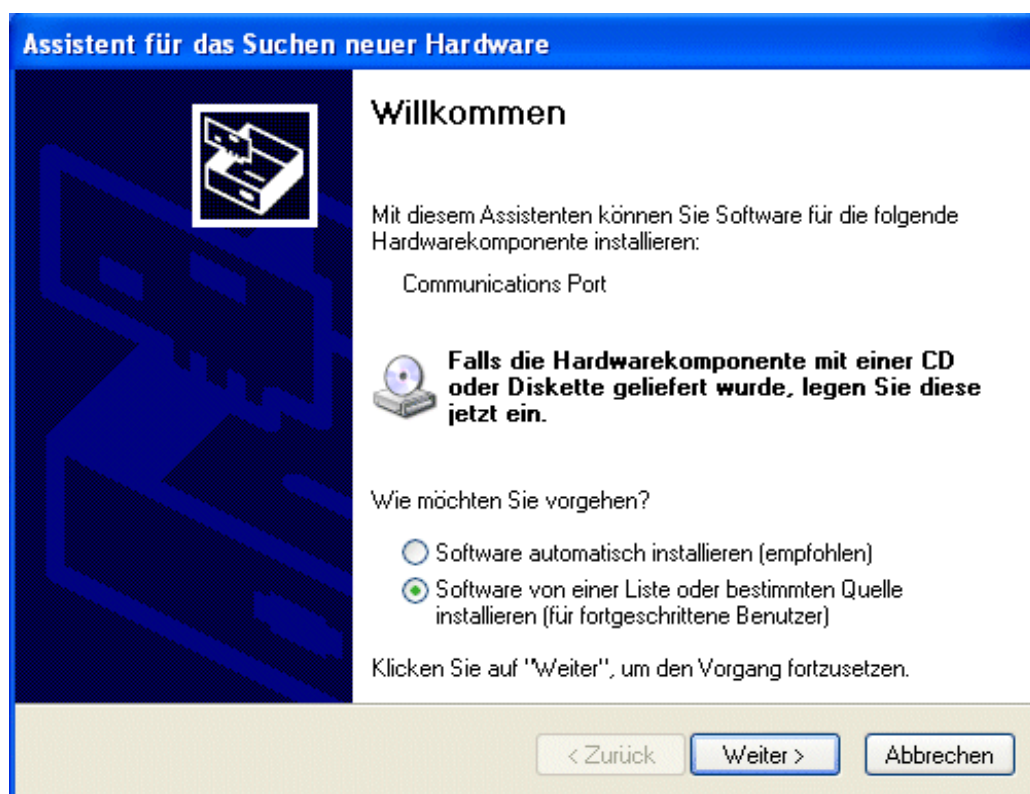 Assistent für das Suchen neuer Hardware
Willkommen
Mit diesem Assistenten können Sie Software für die folgende
Hardwarekomponente installieren:
Communications Port
Falls die Hardwarekomponente mit einer CD
oder Diskette geliefert wurde, legen Sie diese
jetzt ein.
Wie möchten Sie vorgehen?
Software automatisch installieren (empfohlen)
Software von einer Liste oder bestimmten Quelle
installieren (für fortgeschrittene Benutzer)
Klicken Sie auf "Weiter", um den Vorgang fortzusetzen.
< Zurück Weiter > Abbrechen